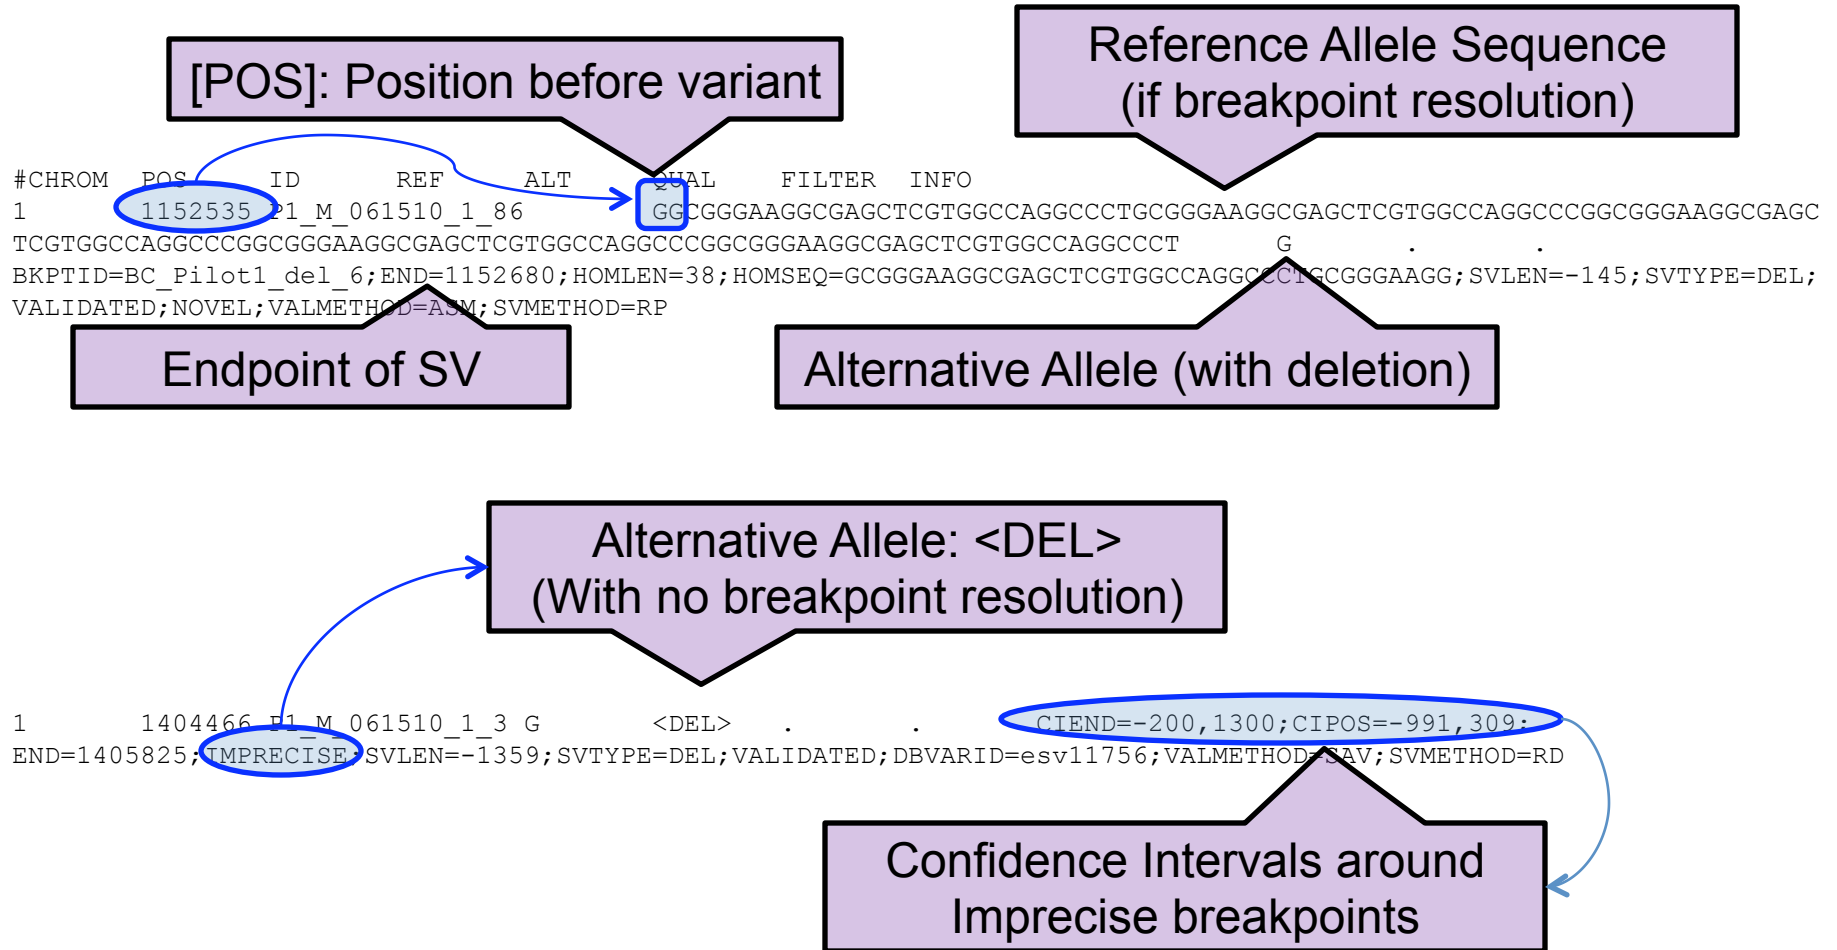 [POS]: Position before variant
Reference Allele Sequence
(if breakpoint resolution)
#CHROM POS ID REF ALT QUAL FILTER INFO
1 1152535 P1_M_061510_1_86 GGCGGGAAGGCGAGCTCGTGGCCAGGCCCTGCGGGAAGGCGAGCTCGTGGCCAGGCCCGGCGGGAAGGCGAGC
TCGTGGCCAGGCCCGGCGGGAAGGCGAGCTCGTGGCCAGGCCCGGCGGGAAGGCGAGCTCGTGGCCAGGCCCT G . .
BKPTID=BC_Pilot1_del_6;END=1152680;HOMLEN=38;HOMSEQ=GCGGGAAGGCGAGCTCGTGGCCAGGCCCTGCGGGAAGG;SVLEN=-145;SVTYPE=DEL;
VALIDATED;NOVEL;VALMETHOD=ASM;SVMETHOD=RP
Endpoint of SV
Alternative Allele (with deletion)
Alternative Allele: <DEL>
(With no breakpoint resolution)
1 1404466 P1_M_061510_1_3 G <DEL> . . CIEND=-200,1300;CIPOS=-991,309;
END=1405825;IMPRECISE;SVLEN=-1359;SVTYPE=DEL;VALIDATED;DBVARID=esv11756;VALMETHOD=SAV;SVMETHOD=RD
Confidence Intervals around
Imprecise breakpoints